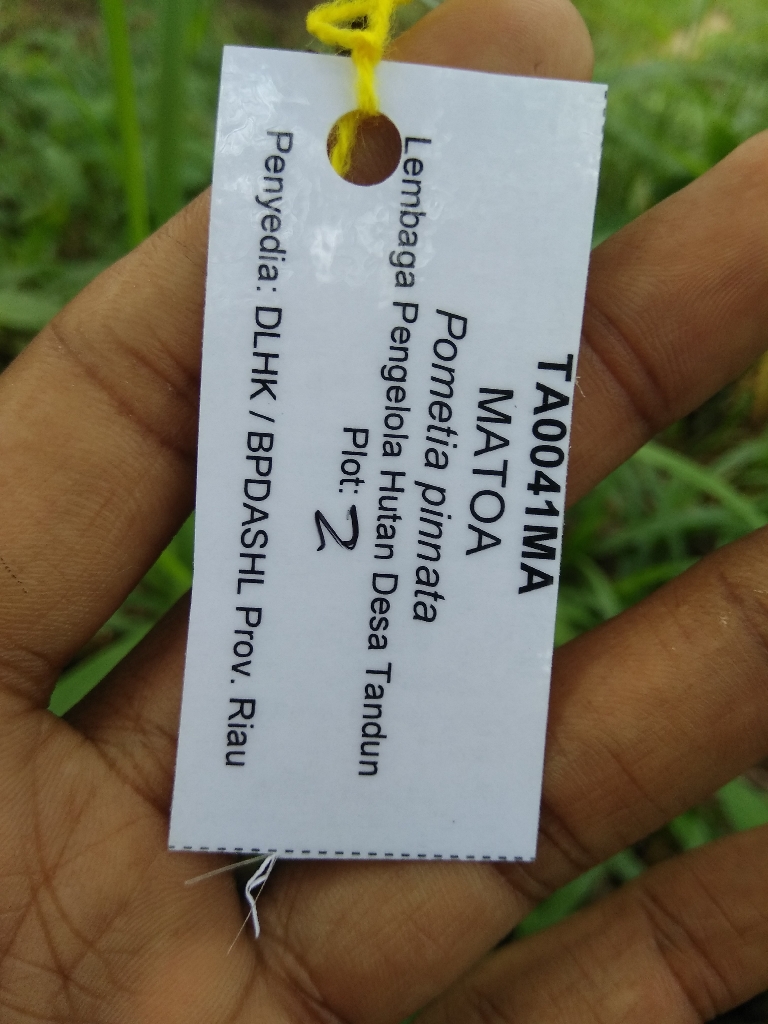 TA0041MA
MATOA
Pometia pinnata
Lembaga Pengelola Hutan Desa Tandun
Plot: 2
Penyedia: DLHK / BPDASHL Prov. Riau